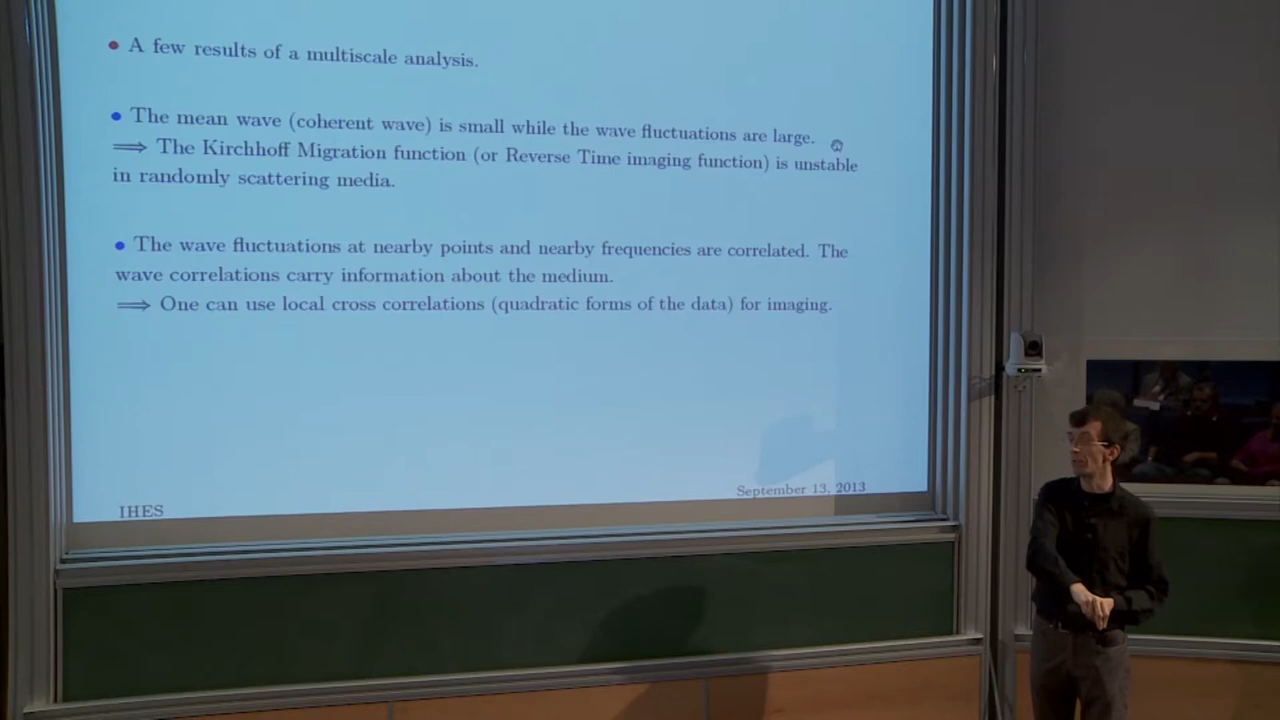 • A few results of a multiscale analysis.
• The mean wave (coherent wave) is small while the wave fluctuations are large.
⟹ The Kirchhoff Migration function (or Reverse Time imaging function) is unstable
in randomly scattering media.
• The wave fluctuations at nearby points and nearby frequencies are correlated. The
wave correlations carry information about the medium.
⟹ One can use local cross correlations (quadratic forms of the data) for imaging.
IHES
September 13, 2013